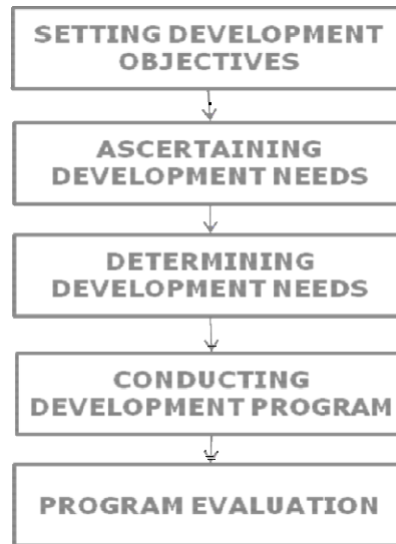 SETTING DEVELOPMENT
OBJECTIVES
ASCERTAINING
DEVELOPMENT NEEDS
DETERMINING
DEVELOPMENT NEEDS
CONDUCTING
DEVELOPMENT PROGRAM
PROGRAM EVALUATION